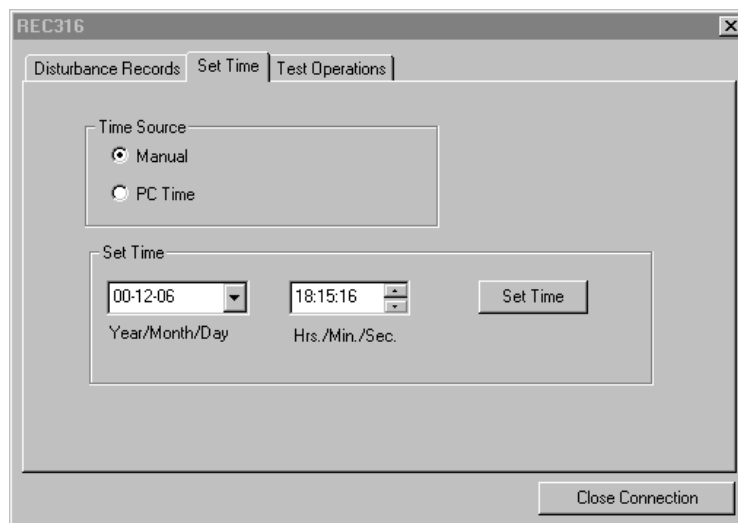 REC316
Disturbance Records Set Time Test Operations
Time Source
Manual
PC Time
Set Time
00-12-06 18:15:16 Set Time
Year/Month/Day Hrs./Min./Sec.
Close Connection